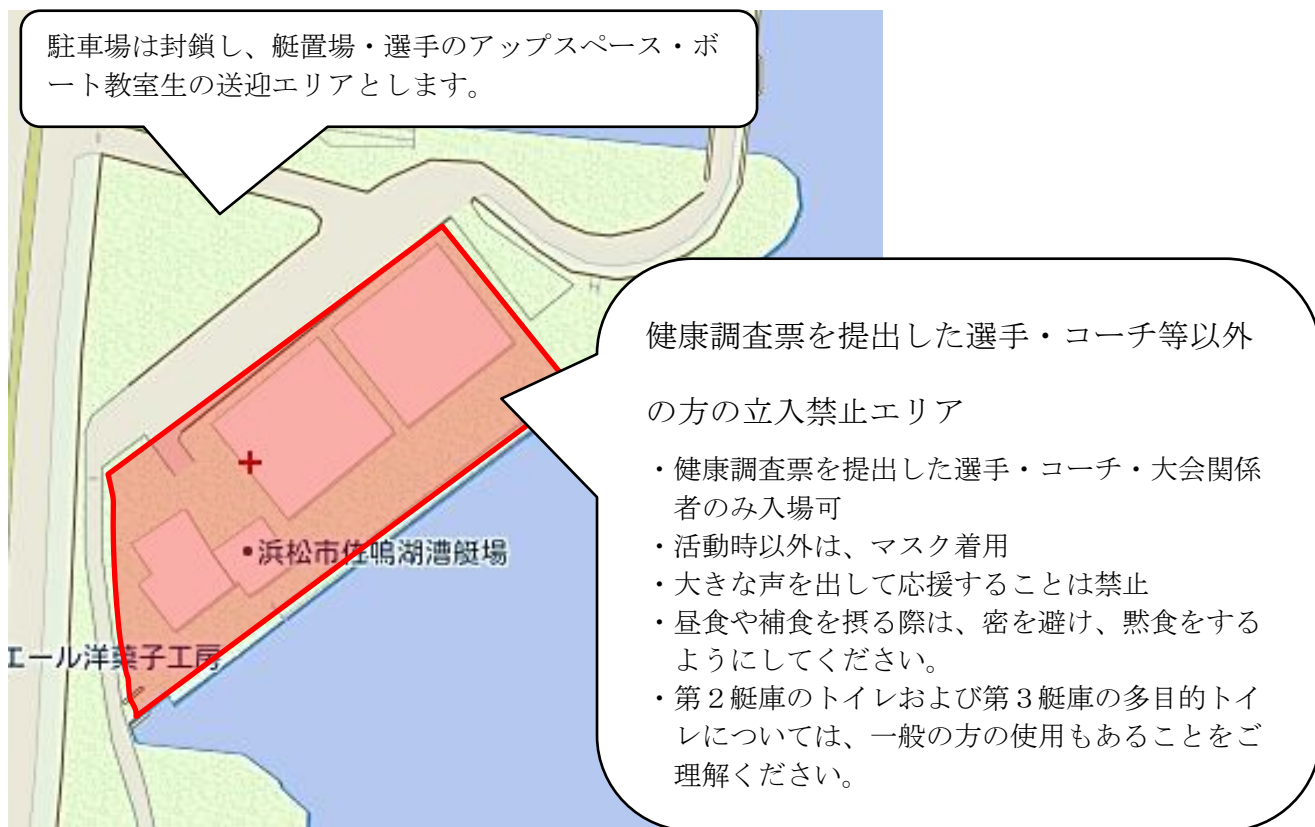 駐車場は封鎖し、艇置場・選手のアップスペース・ボ
ート教室生の送迎エリアとします。
健康調査票を提出した選手・コーチ等以外
の方の立入禁止エリア
・健康調査票を提出した選手・コーチ・大会関係
者のみ入場可
・活動時以外は、マスク着用
・大きな声を出して応援することは禁止
・昼食や補食を摂る際は、密を避け、黙食をする
ようにしてください。
・第２艇庫のトイレおよび第３艇庫の多目的トイ
レについては、一般の方の使用もあることをご
理解ください。
•浜松市佐鳴湖漕艇場
エール洋菓子工房